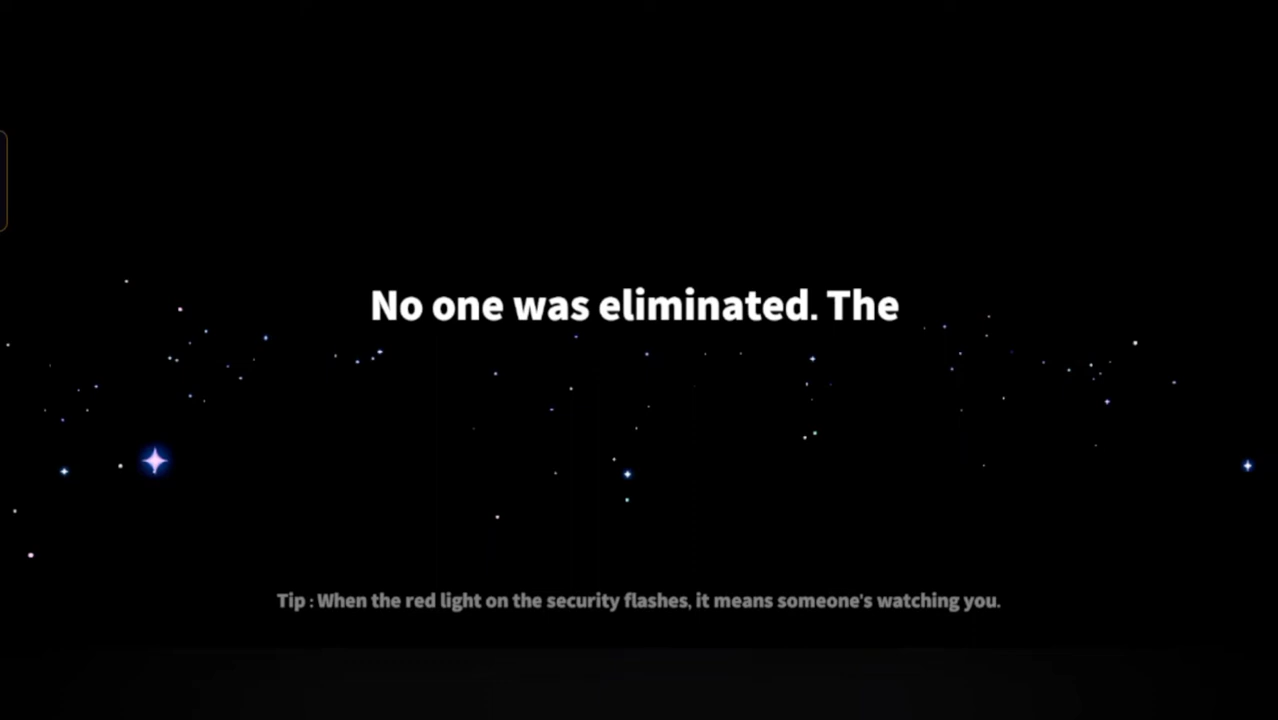 No one was eliminated. The
Tip : When the red light on the security flashes, it means someone's watching you.